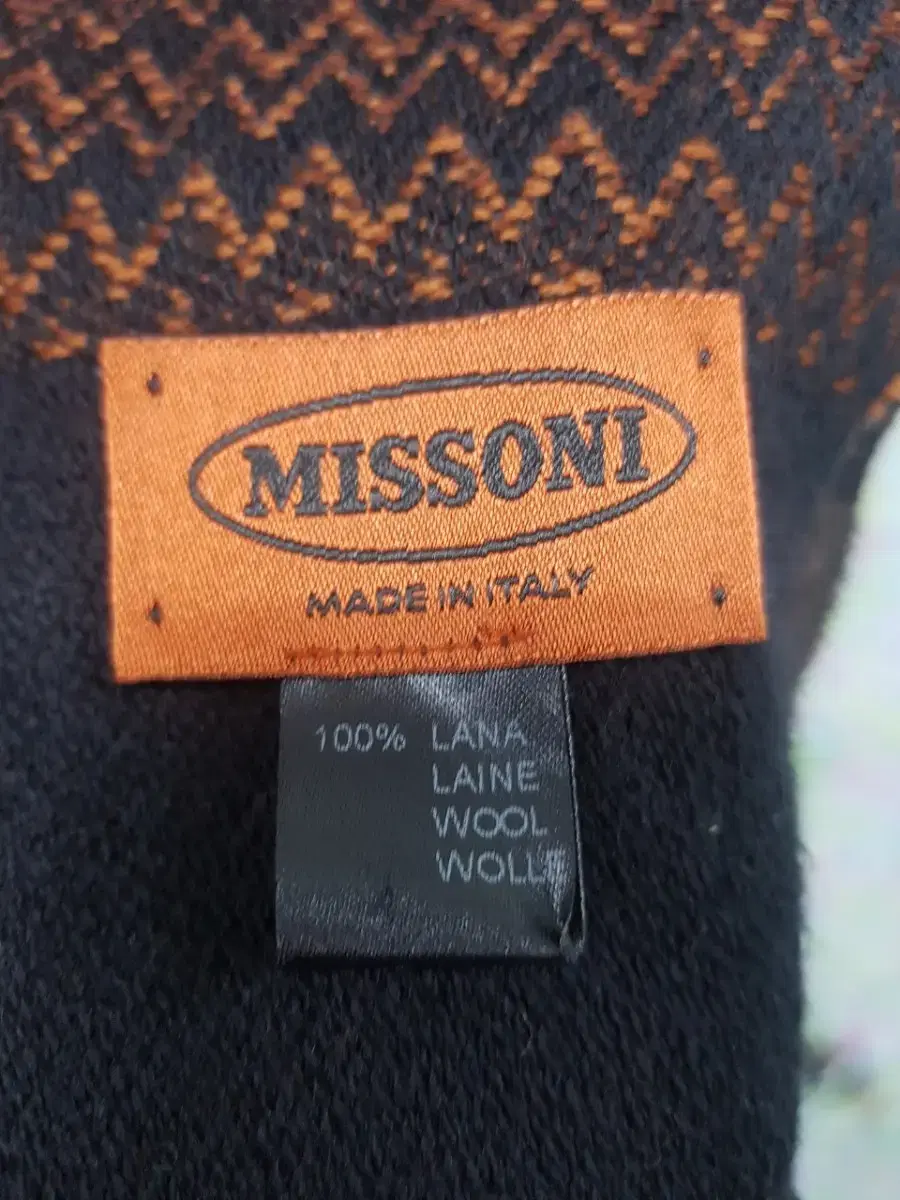 MISSONI
MADE IN ITALY
100% LANA
LAINE
WOOL
WOLLE